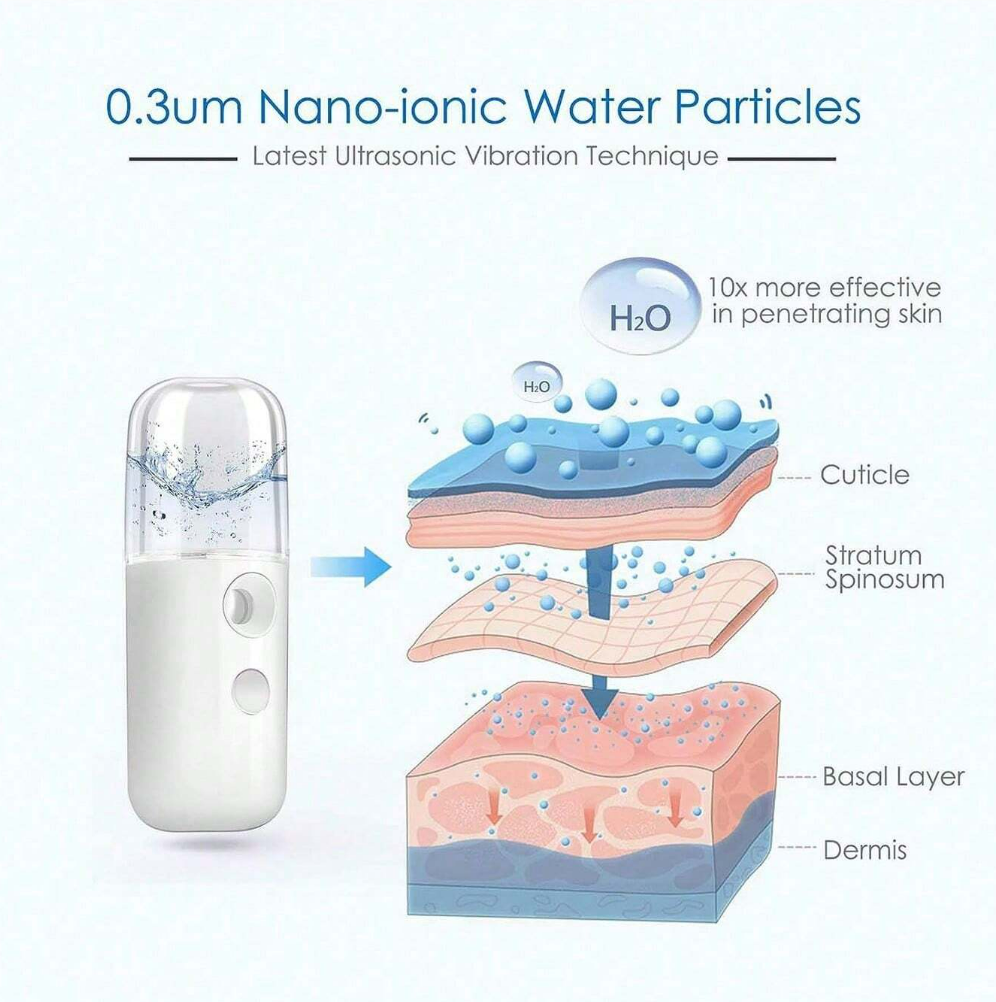 0.3um Nano-ionic Water Particles
Latest Ultrasonic Vibration Technique
H₂O
10x more effective
in penetrating skin
H₂O
Cuticle
Stratum
Spinosum
Basal Layer
Dermis